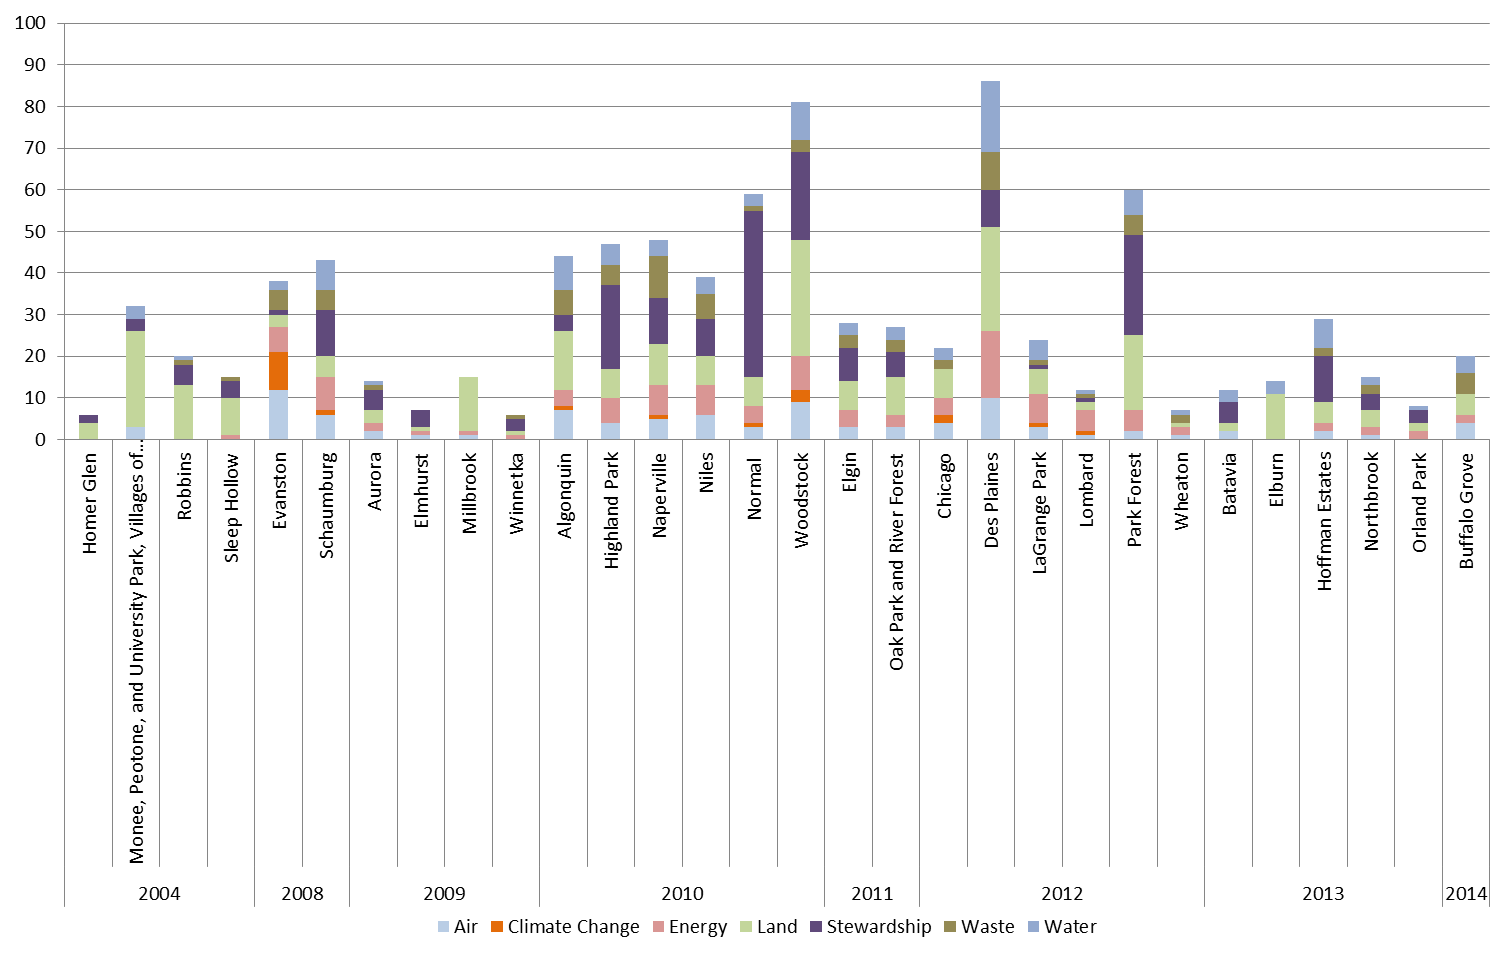 100
90
80
70
60
50
40
30
20
10
0
Homer Glen
Monee, Peotone, and University Park, Villages of...
Robbins
Sleep Hollow
Evanston
Schaumburg
Aurora
Elmhurst
Millbrook
Winnetka
Algonquin
Highland Park
Naperville
Niles
Normal
Woodstock
Elgin
Oak Park and River Forest
Chicago
Des Plaines
LaGrange Park
Lombard
Park Forest
Wheaton
Batavia
Elburn
Hoffman Estates
Northbrook
Orland Park
Buffalo Grove
2004 2008 2009 2010 2011 2012 2013 2014
Air Climate Change Energy Land Stewardship Waste Water